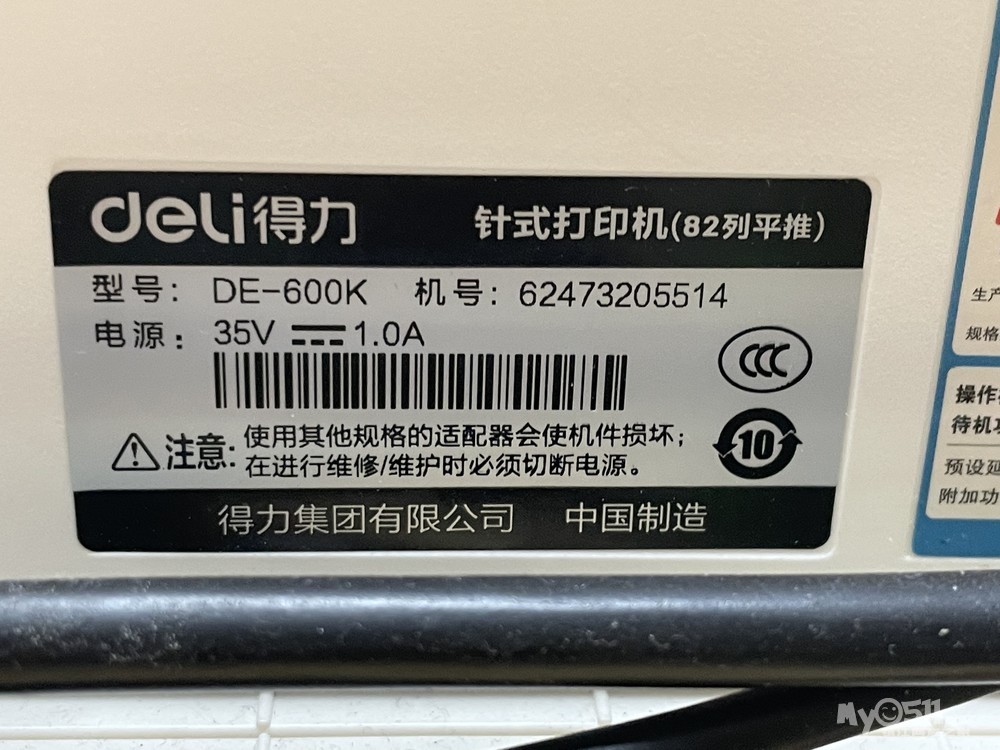 deli得力 针式打印机(82列平推)
型号: DE-600K 机号: 62473205514
电源: 35V 1.0A
CCC
注意: 使用其他规格的适配器会使机件损坏;
在进行维修/维护时必须切断电源。
10
得力集团有限公司 中国制造
生产
规格
操作
待机功
预设延
附加功
My0511